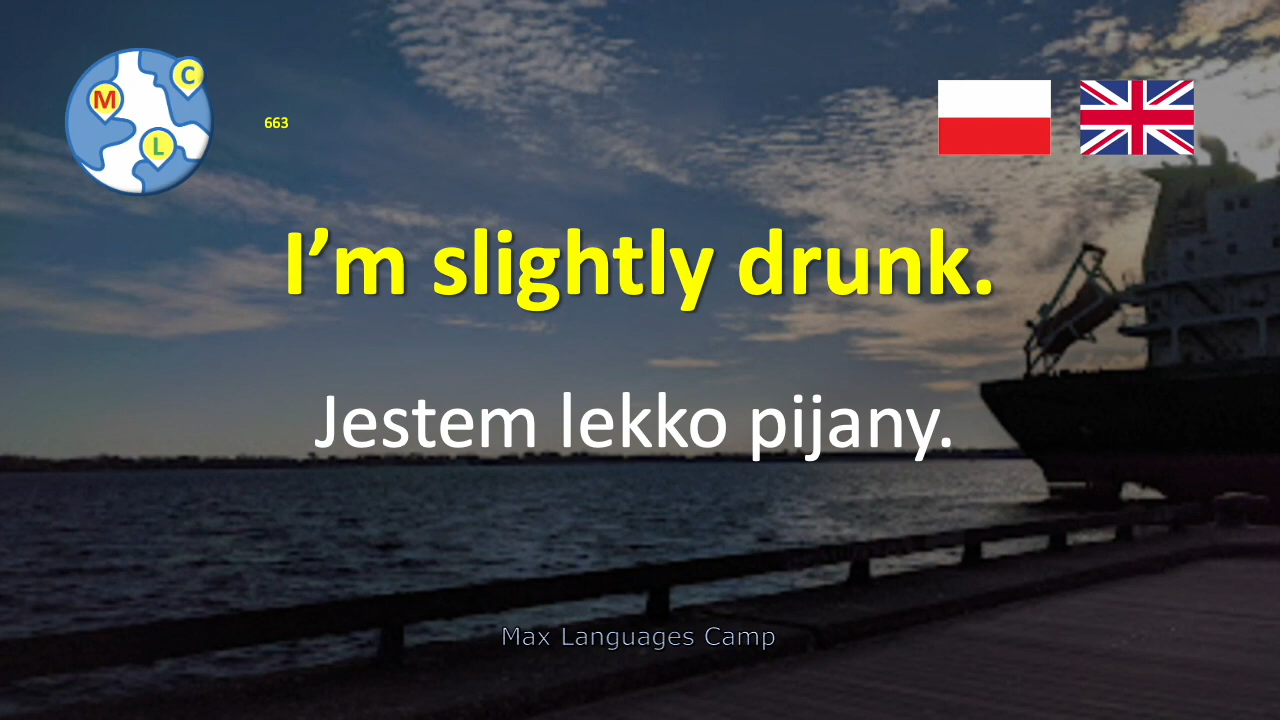 C
M
L
663
I’m slightly drunk.
Jestem lekko pijany.
Max Languages Camp